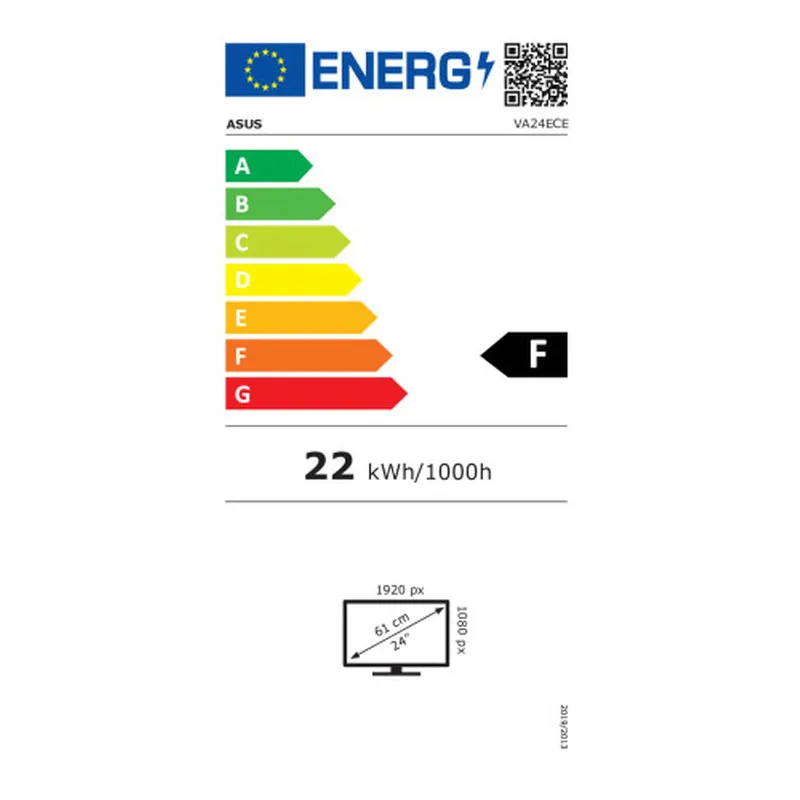 ENERG
ASUS VA24ECE
A
B
C
D
E
F
F
G
22 kWh/1000h
1920 px
1080 px
61 cm
24"
2019/2013